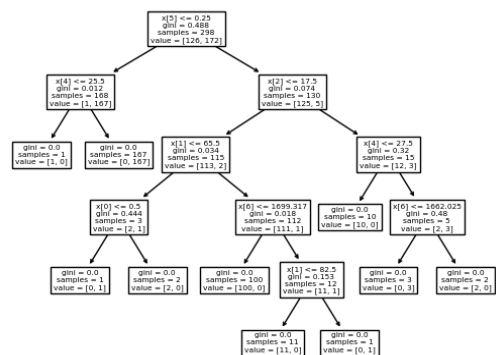 x[5] <= 0.25
gini = 0.488
samples = 298
value = [126, 172]
x[4] <= 25.5
gini = 0.012
samples = 168
value = [1, 167]
x[2] <= 17.5
gini = 0.074
samples = 130
value = [125, 5]
gini = 0.0
samples = 1
value = [1, 0]
gini = 0.0
samples = 167
value = [0, 167]
x[1] <= 65.5
gini = 0.034
samples = 115
value = [113, 2]
x[4] <= 27.5
gini = 0.32
samples = 15
value = [12, 3]
x[0] <= 0.5
gini = 0.444
samples = 3
value = [2, 1]
x[6] <= 1699.317
gini = 0.018
samples = 112
value = [111, 1]
gini = 0.0
samples = 10
value = [10, 0]
x[6] <= 1662.025
gini = 0.48
samples = 5
value = [2, 3]
gini = 0.0
samples = 1
value = [0, 1]
gini = 0.0
samples = 2
value = [2, 0]
gini = 0.0
samples = 100
value = [100, 0]
x[1] <= 82.5
gini = 0.153
samples = 12
value = [11, 1]
gini = 0.0
samples = 3
value = [0, 3]
gini = 0.0
samples = 2
value = [2, 0]
gini = 0.0
samples = 11
value = [11, 0]
gini = 0.0
samples = 1
value = [0, 1]